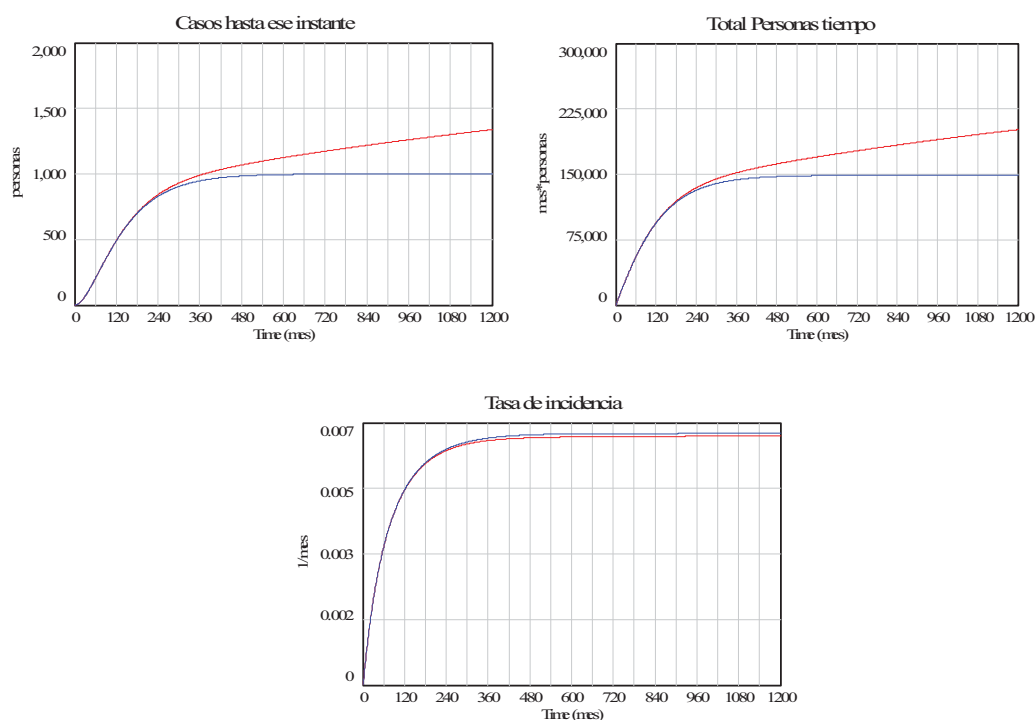 Casos hasta ese instante
2,000
1,500
1,000
500
0
personas
0 120 240 360 480 600 720 840 960 1080 1200
Time (mes)
Total Personas tiempo
300,000
225,000
150,000
75,000
0
mes*personas
0 120 240 360 480 600 720 840 960 1080 1200
Time (mes)
Tasa de incidencia
0.007
0.005
0.003
0.002
0
1/mes
0 120 240 360 480 600 720 840 960 1080 1200
Time (mes)